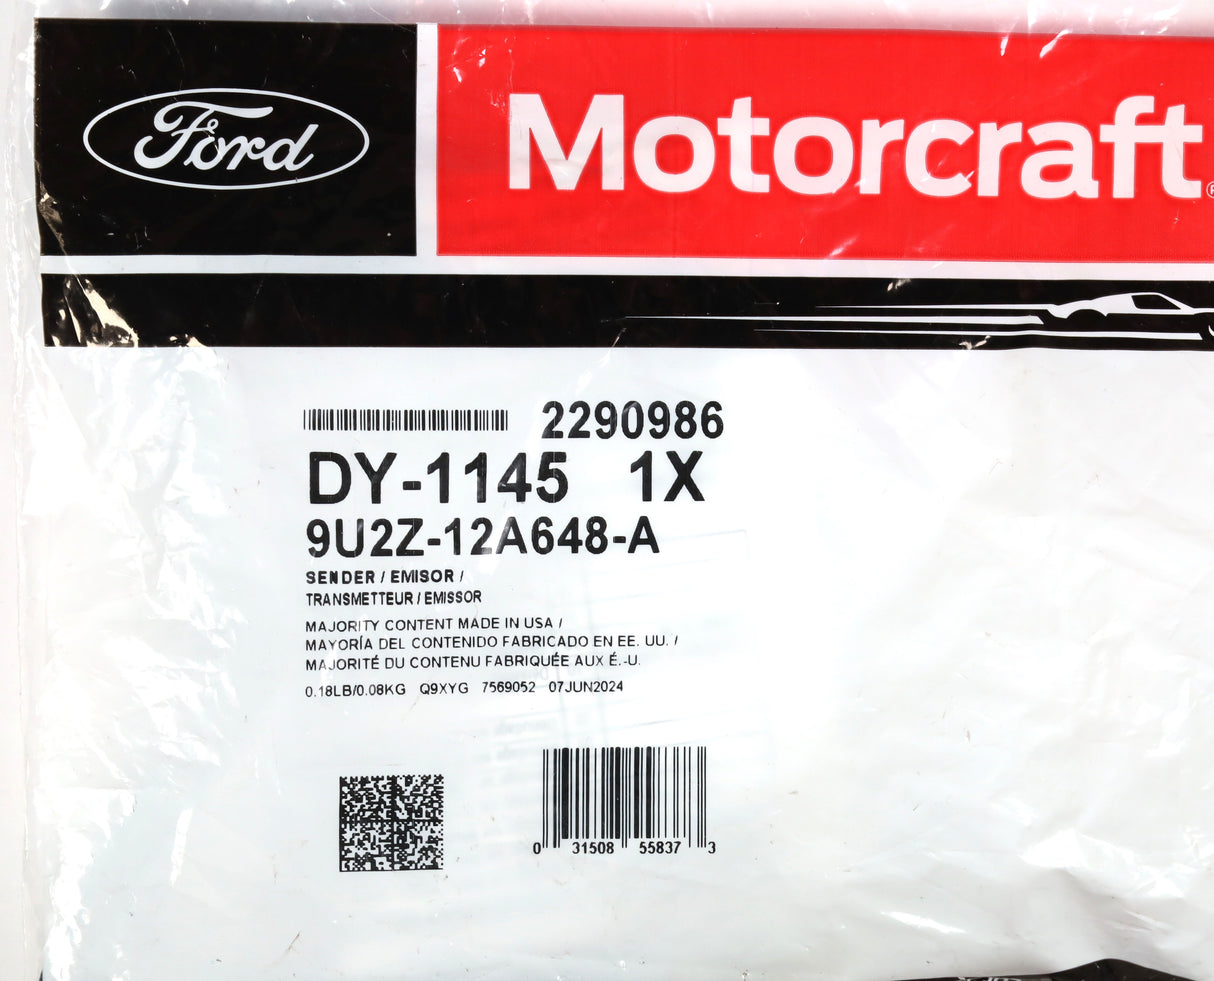 Ford
Motorcraft®
2290986
DY-1145 1X
9U2Z-12A648-A
SENDER / EMISOR /
TRANSMETTEUR / EMISSOR
MAJORITY CONTENT MADE IN USA /
MAYORÍA DEL CONTENIDO FABRICADO EN EE. UU. /
MAJORITÉ DU CONTENU FABRIQUÉE AUX É.-U.
0.18LB/0.08KG Q9XYG 7569052 07JUN2024
0 31508 55837 3